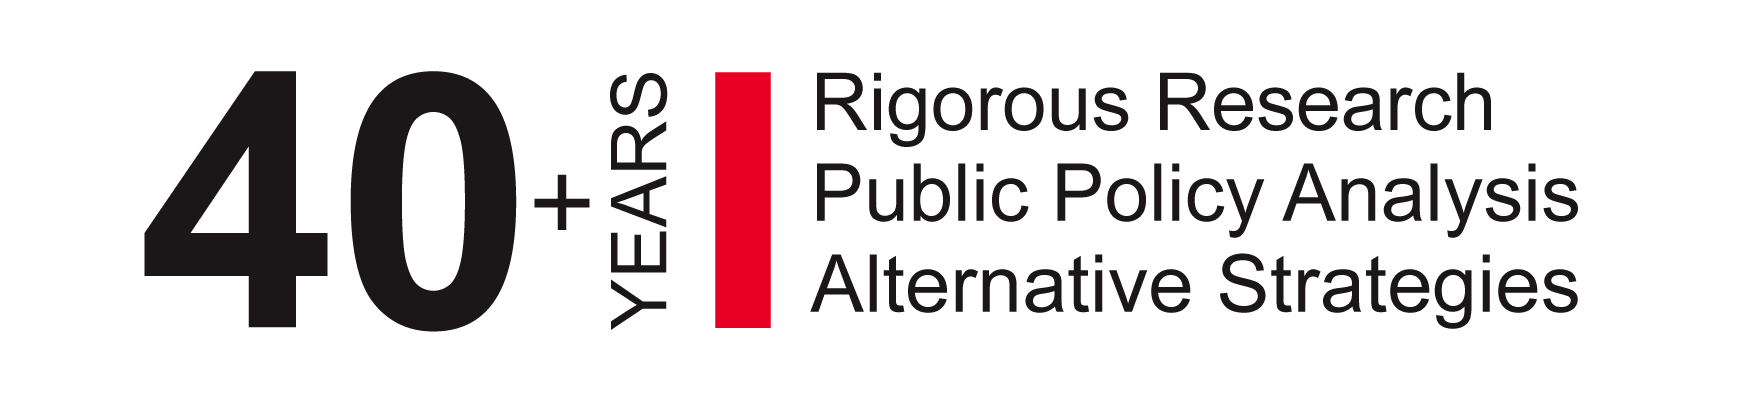 40+ YEARS
Rigorous Research
Public Policy Analysis
Alternative Strategies